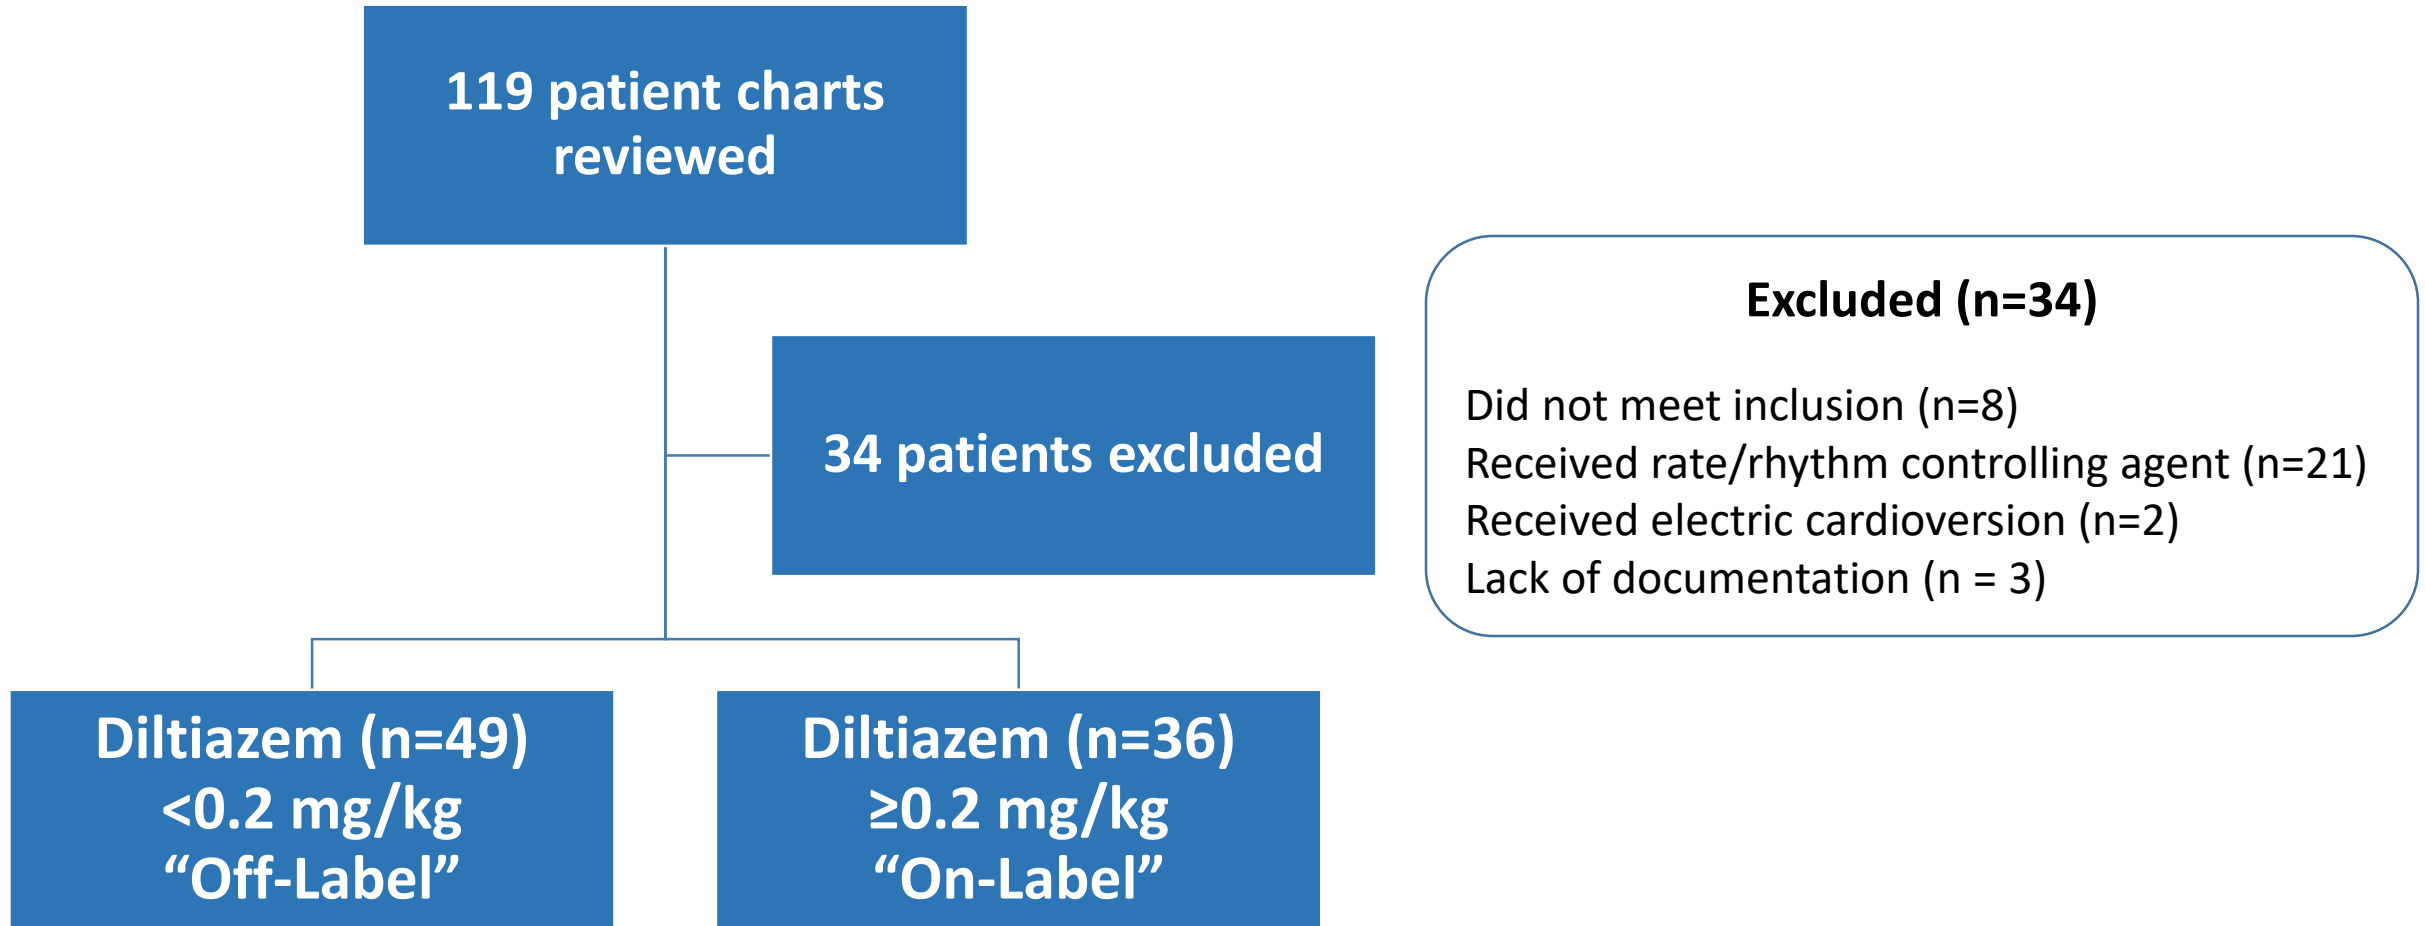 119 patient charts
reviewed
34 patients excluded
Excluded (n=34)
Did not meet inclusion (n=8)
Received rate/rhythm controlling agent (n=21)
Received electric cardioversion (n=2)
Lack of documentation (n = 3)
Diltiazem (n=49)
<0.2 mg/kg
“Off-Label”
Diltiazem (n=36)
≥0.2 mg/kg
“On-Label”